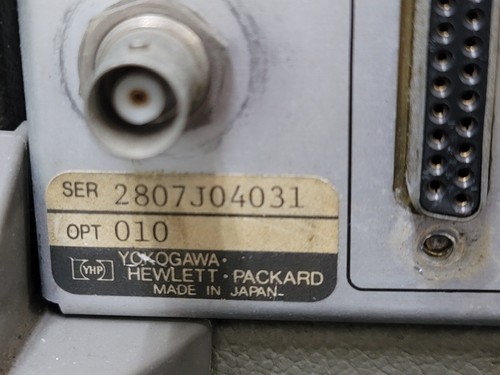 SER 2807J04031
OPT 010
YHP
YOKOGAWA·
HEWLETT·PACKARD
MADE IN JAPAN